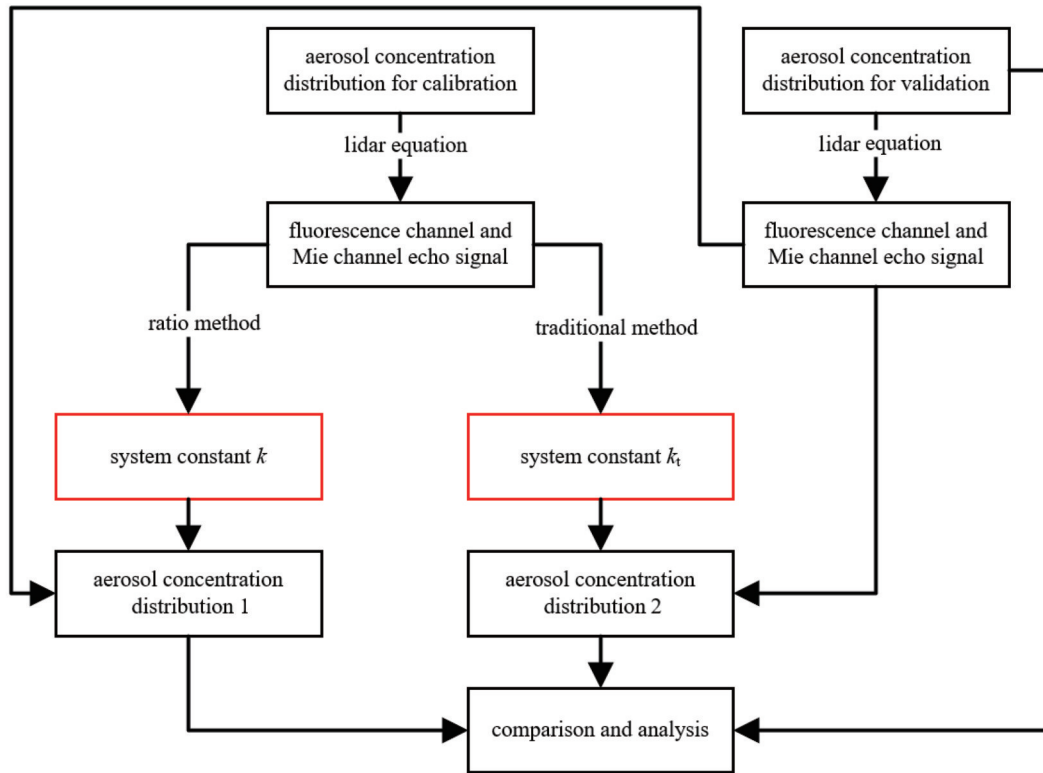 aerosol concentration
distribution for calibration
aerosol concentration
distribution for validation
lidar equation
lidar equation
fluorescence channel and
Mie channel echo signal
fluorescence channel and
Mie channel echo signal
ratio method
traditional method
system constant k
system constant kₜ
aerosol concentration
distribution 1
aerosol concentration
distribution 2
comparison and analysis